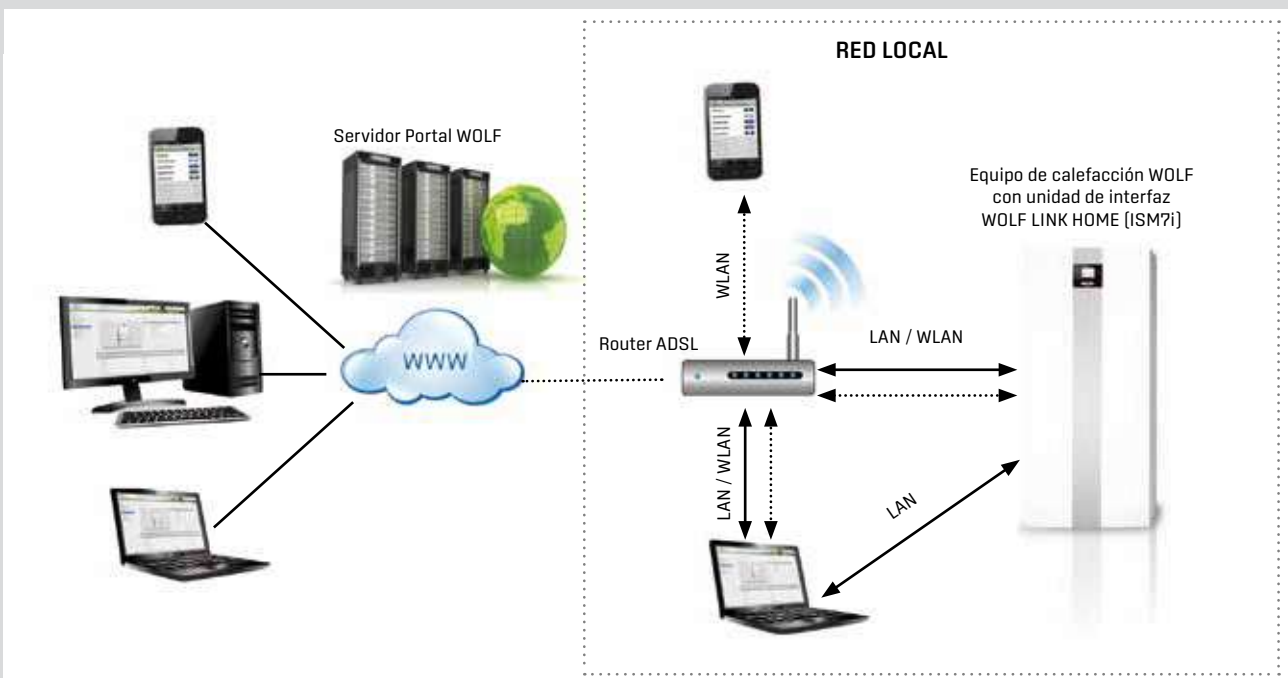 RED LOCAL
Servidor Portal WOLF
Equipo de calefacción WOLF
con unidad de interfaz
WOLF LINK HOME (ISM7i)
WLAN
Router ADSL
LAN / WLAN
WWW
LAN / WLAN
LAN